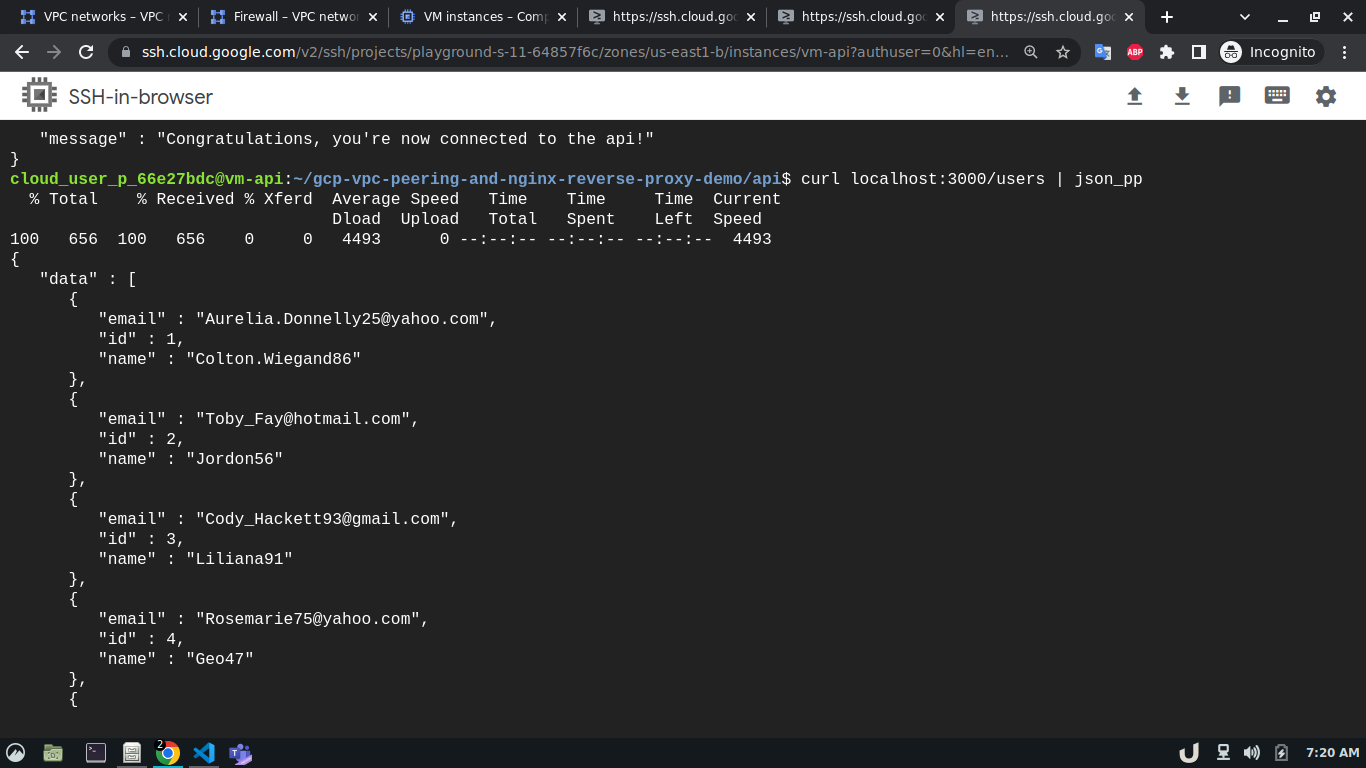 VPC networks – VPC
Firewall – VPC netwo
VM instances – Comp
https://ssh.cloud.goo
https://ssh.cloud.goo
https://ssh.cloud.goo
ssh.cloud.google.com/v2/ssh/projects/playground-s-11-64857f6c/zones/us-east1-b/instances/vm-api?authuser=0&hl=en...
ABP
Incognito
SSH-in-browser
"message" : "Congratulations, you're now connected to the api!"
}
cloud_user_p_66e27bdc@vm-api:~/gcp-vpc-peering-and-nginx-reverse-proxy-demo/api$ curl localhost:3000/users | json_pp
% Total % Received % Xferd Average Speed Time Time Time Current
Dload Upload Total Spent Left Speed
100 656 100 656 0 0 4493 0 --:--:-- --:--:-- --:--:-- 4493
{
"data" : [
{
"email" : "Aurelia.Donnelly25@yahoo.com",
"id" : 1,
"name" : "Colton.Wiegand86"
},
{
"email" : "Toby_Fay@hotmail.com",
"id" : 2,
"name" : "Jordon56"
},
{
"email" : "Cody_Hackett93@gmail.com",
"id" : 3,
"name" : "Liliana91"
},
{
"email" : "Rosemarie75@yahoo.com",
"id" : 4,
"name" : "Geo47"
},
{
2
7:20 AM